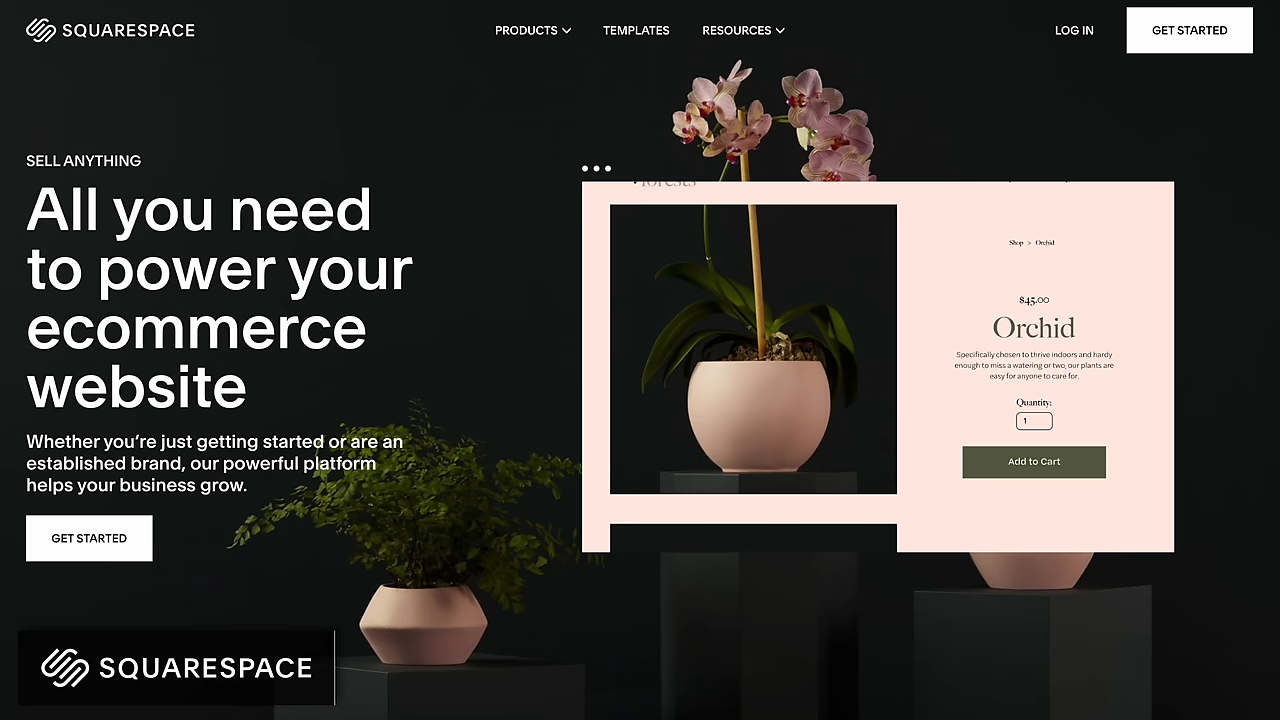 SQUARESPACE
PRODUCTS
TEMPLATES
RESOURCES
LOG IN
GET STARTED
SELL ANYTHING
All you need
to power your
ecommerce
website
Whether you're just getting started or are an
established brand, our powerful platform
helps your business grow.
GET STARTED
Shop > Orchid
$45.00
Orchid
Specifically chosen to thrive indoors and hardy
enough to miss a watering or two, our plants are
easy for anyone to care for.
Quantity:
1
Add to Cart
SQUARESPACE